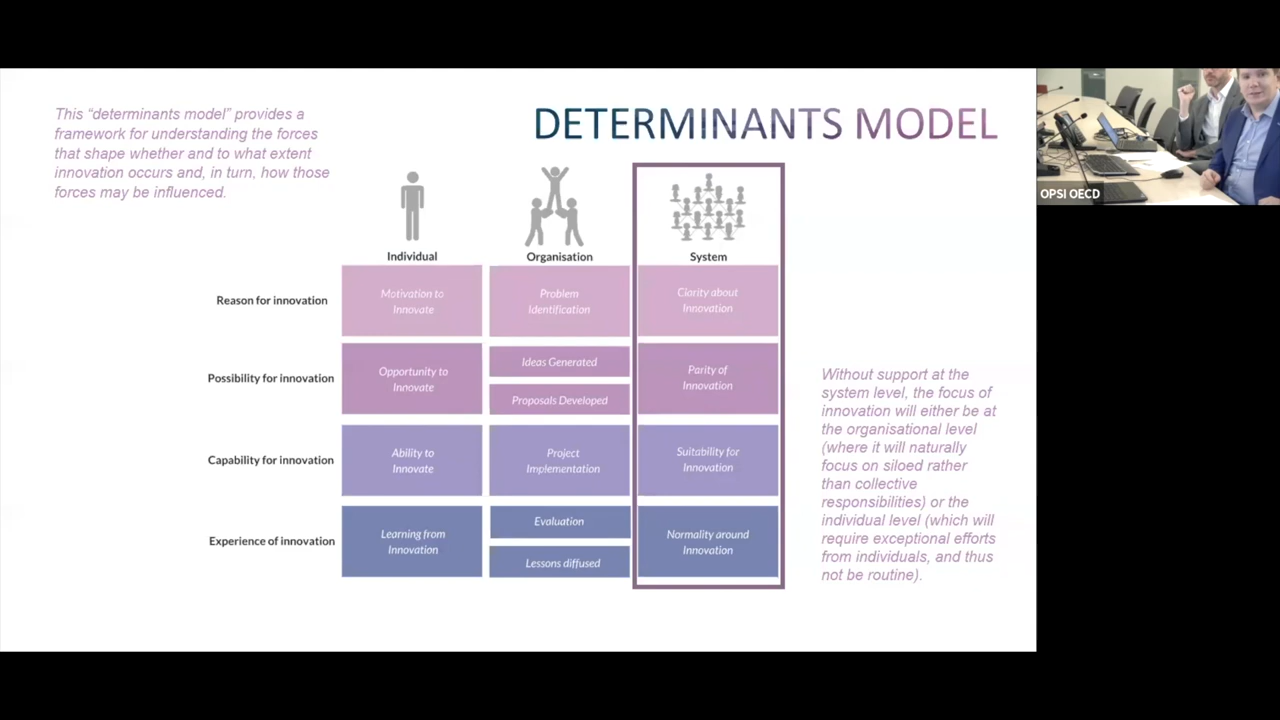 This “determinants model” provides a
framework for understanding the forces
that shape whether and to what extent
innovation occurs and, in turn, how those
forces may be influenced.
DETERMINANTS MODEL
OPSI OECD
Individual
Organisation
System
Reason for innovation
Motivation to
Innovate
Problem
Identification
Clarity about
Innovation
Possibility for innovation
Opportunity to
Innovate
Ideas Generated
Proposals Developed
Parity of
Innovation
Capability for innovation
Ability to
Innovate
Project
Implementation
Suitability for
Innovation
Experience of innovation
Learning from
Innovation
Evaluation
Lessons diffused
Normality around
Innovation
Without support at the
system level, the focus of
innovation will either be at
the organisational level
(where it will naturally
focus on siloed rather
than collective
responsibilities) or the
individual level (which will
require exceptional efforts
from individuals, and thus
not be routine).